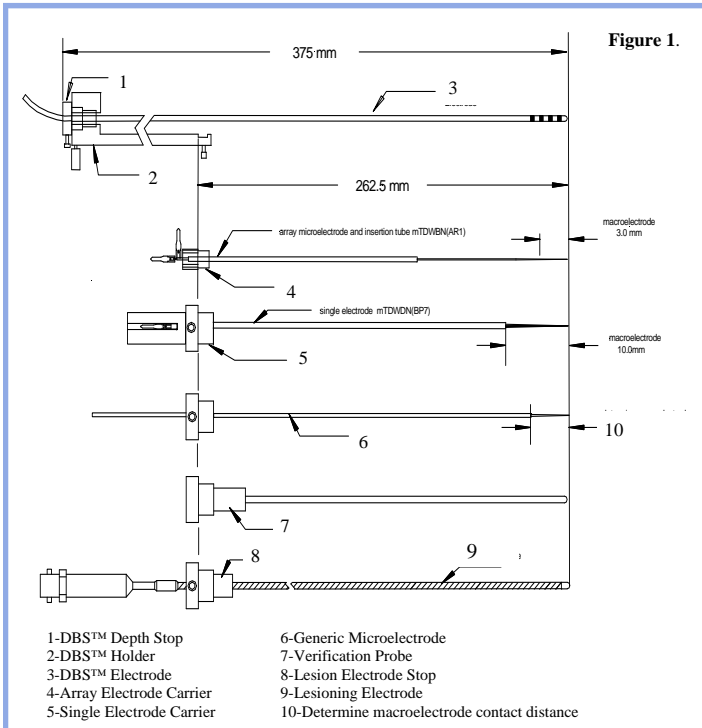 Figure 1.
375 mm
1
3
2
262.5 mm
array microelectrode and insertion tube mTDWBN(AR1)
macroelectrode
3.0 mm
4
single electrode mTDWDN(BP7)
macroelectrode
10.0mm
5
6
10
7
8
9
1-DBS™ Depth Stop
2-DBS™ Holder
3-DBS™ Electrode
4-Array Electrode Carrier
5-Single Electrode Carrier
6-Generic Microelectrode
7-Verification Probe
8-Lesion Electrode Stop
9-Lesioning Electrode
10-Determine macroelectrode contact distance